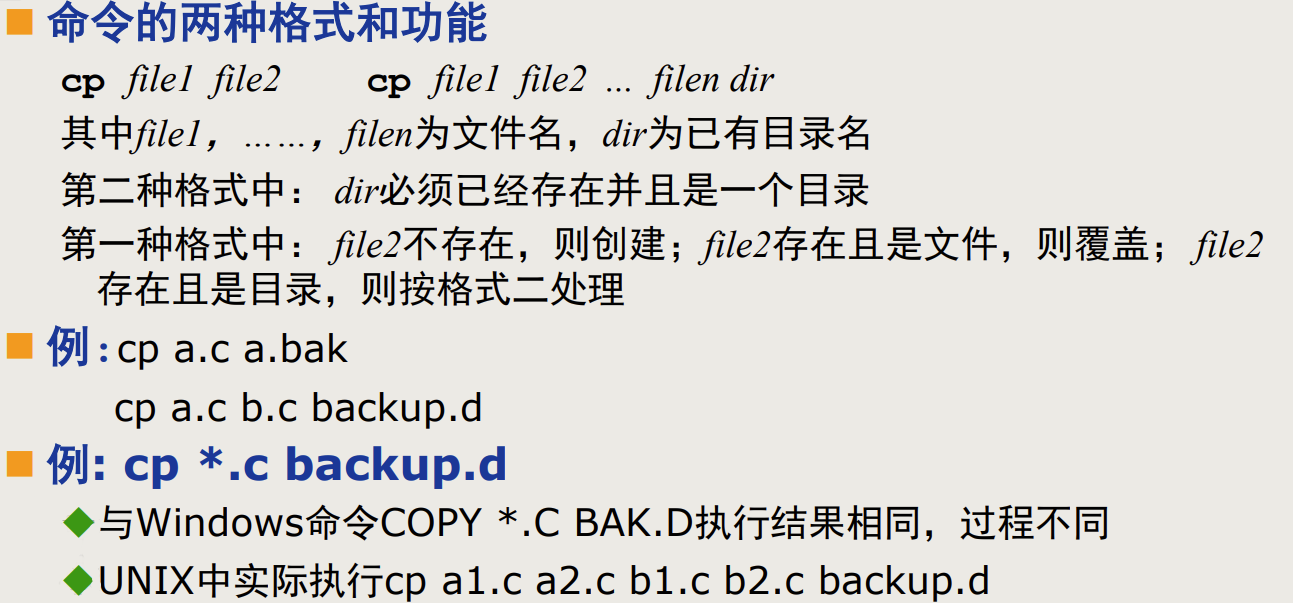 命令的两种格式和功能
cp file1 file2 cp file1 file2 … filen dir
其中file1，……，filen为文件名，dir为已有目录名
第二种格式中： dir必须已经存在并且是一个目录
第一种格式中： file2不存在，则创建；file2存在且是文件，则覆盖；file2
存在且是目录，则按格式二处理
例:cp a.c a.bak
cp a.c b.c backup.d
例: cp *.c backup.d
与Windows命令COPY *.C BAK.D执行结果相同，过程不同
UNIX中实际执行cp a1.c a2.c b1.c b2.c backup.d